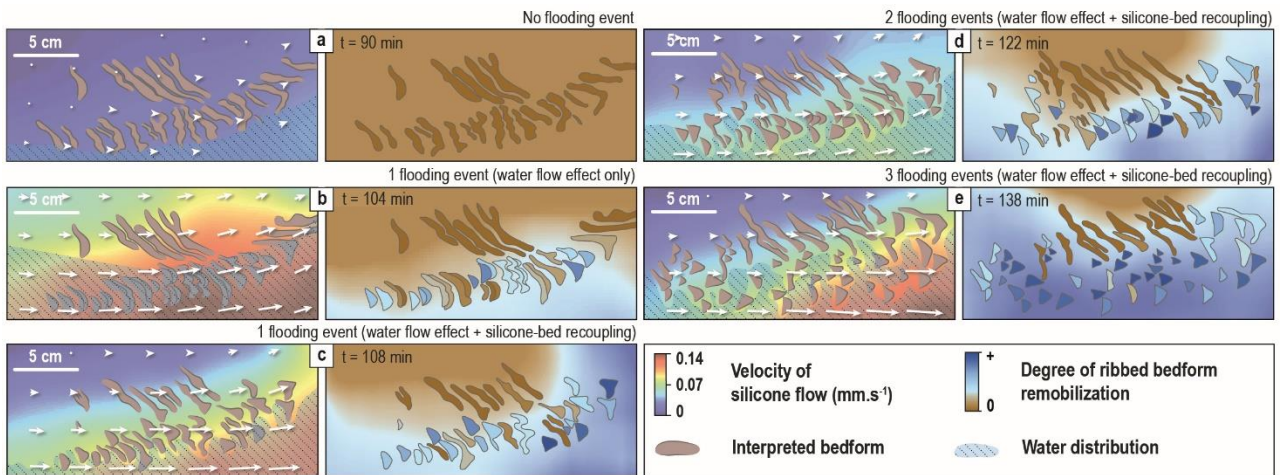 No flooding event
5 cm
a
t = 90 min
1 flooding event (water flow effect only)
5 cm
b
t = 104 min
1 flooding event (water flow effect + silicone-bed recoupling)
5 cm
c
t = 108 min
2 flooding events (water flow effect + silicone-bed recoupling)
5 cm
d
t = 122 min
3 flooding events (water flow effect + silicone-bed recoupling)
5 cm
e
t = 138 min
0.14
0.07
0
Velocity of
silicone flow (mm.s⁻¹)
+
0
Degree of ribbed bedform
remobilization
Interpreted bedform
Water distribution